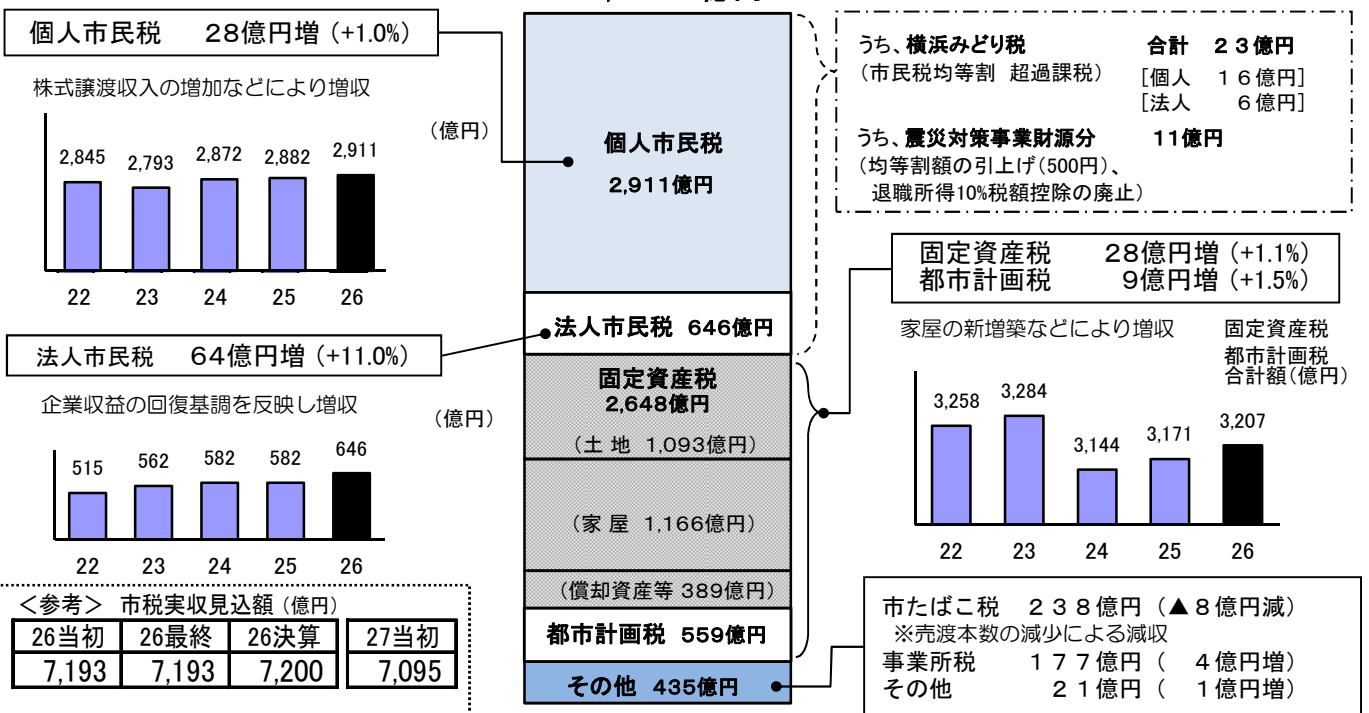 個人市民税 28億円増 (+1.0%)
株式譲渡収入の増加などにより増収
(億円)
2,845 2,793 2,872 2,882 2,911
22 23 24 25 26
法人市民税 64億円増 (+11.0%)
企業収益の回復基調を反映し増収
(億円)
515 562 582 582 646
22 23 24 25 26
<参考> 市税実収見込額 (億円)
26当初 26最終 26決算 27当初
7,193 7,193 7,200 7,095
個人市民税
2,911億円
法人市民税 646億円
固定資産税
2,648億円
(土 地 1,093億円)
(家 屋 1,166億円)
(償却資産等 389億円)
都市計画税 559億円
その他 435億円
うち、横浜みどり税 合計 23億円
(市民税均等割 超過課税) [個人 16億円]
[法人 6億円]
うち、震災対策事業財源分 11億円
(均等割額の引上げ(500円)、
退職所得10%税額控除の廃止)
固定資産税 28億円増 (+1.1%)
都市計画税 9億円増 (+1.5%)
家屋の新増築などにより増収
固定資産税
都市計画税
合計額(億円)
3,258 3,284 3,144 3,171 3,207
22 23 24 25 26
市たばこ税 238億円 (▲8億円減)
※売渡本数の減少による減収
事業所税 177億円 ( 4億円増)
その他 21億円 ( 1億円増)